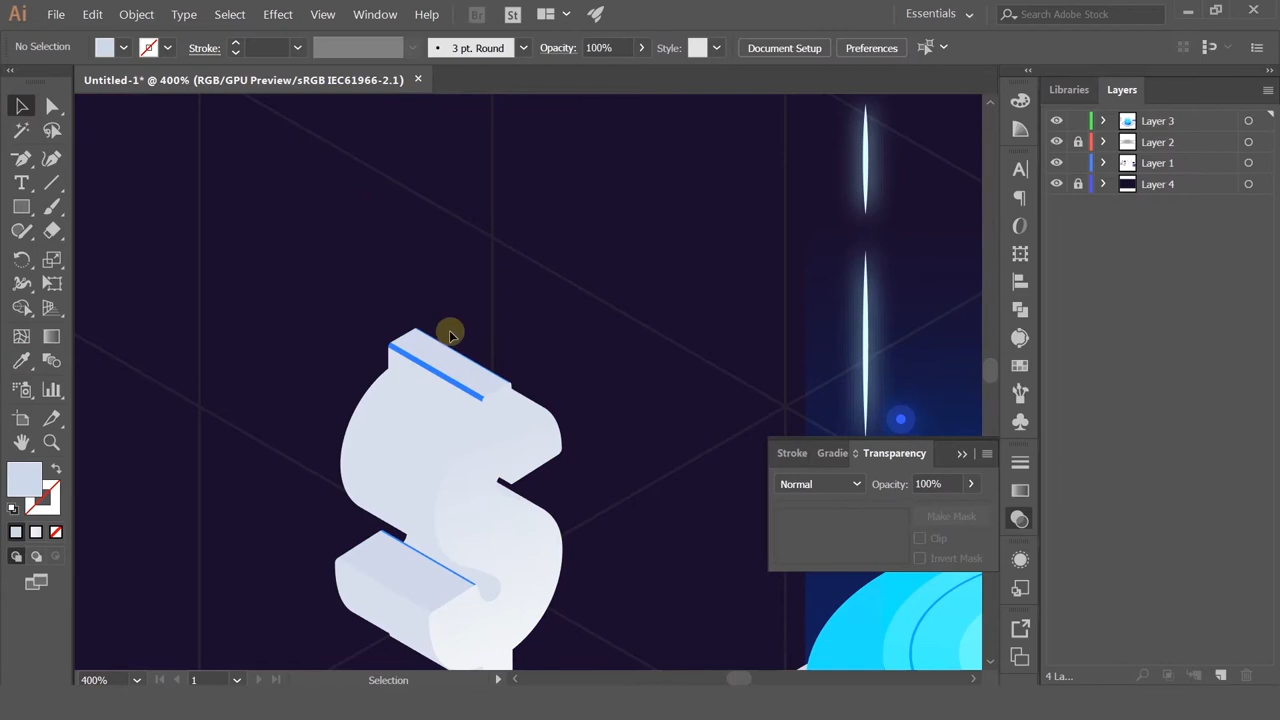 Ai File Edit Object Type Select Effect View Window Help Br St Essentials Search Adobe Stock
No Selection Stroke: 3 pt. Round Opacity: 100% Style: Document Setup Preferences
Untitled-1* @ 400% (RGB/GPU Preview/sRGB IEC61966-2.1)
Libraries Layers
Layer 3
Layer 2
Layer 1
Layer 4
Stroke Gradie Transparency
Normal Opacity: 100%
Make Mask
Clip
Invert Mask
400% 1 Selection
4 La...